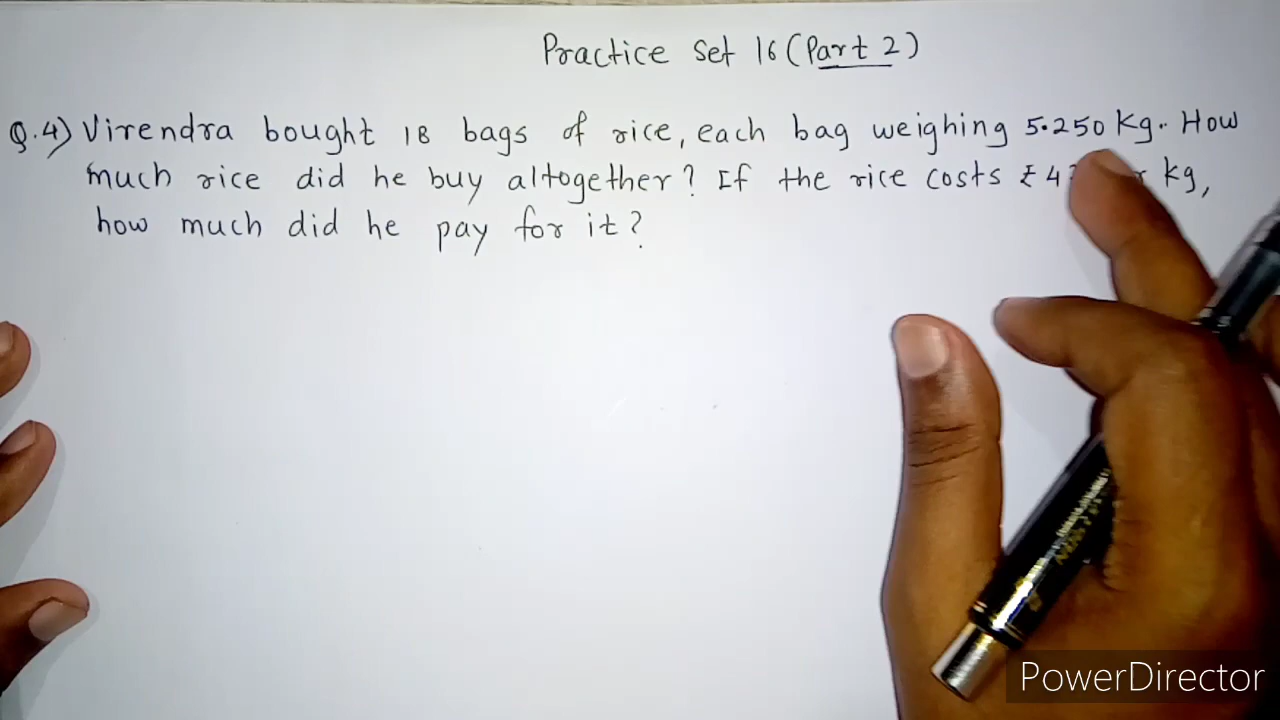 Practice Set 16 (Part 2)
Q.4) Virendra bought 18 bags of rice, each bag weighing 5.250 Kg. How
much rice did he buy altogether? If the rice costs ₹ kg,
how much did he pay for it?
PowerDirector